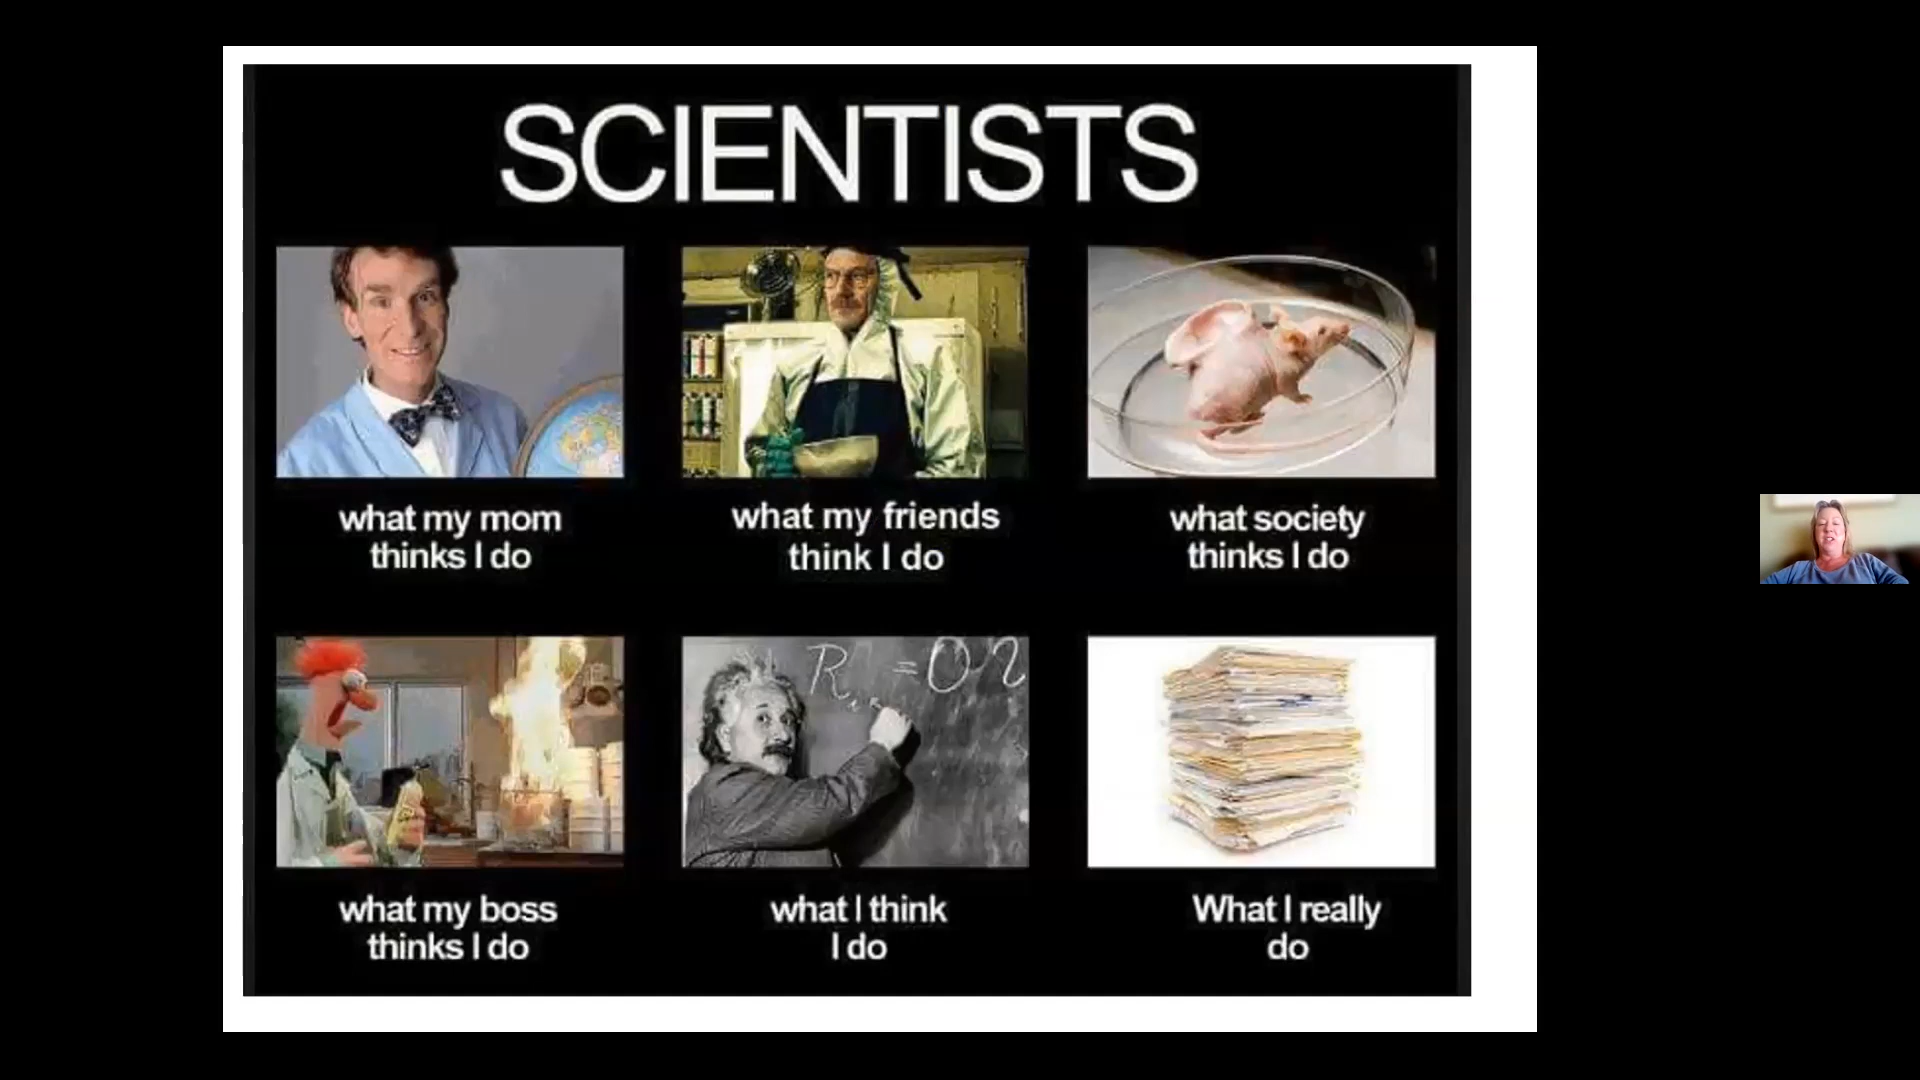 SCIENTISTS
what my mom
thinks I do
what my friends
think I do
what society
thinks I do
R = 0
what my boss
thinks I do
what I think
I do
What I really
do